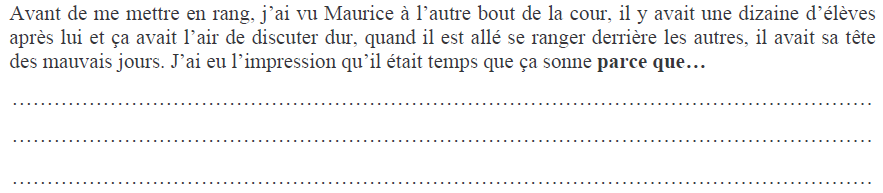 Avant de me mettre en rang, j’ai vu Maurice à l’autre bout de la cour, il y avait une dizaine d’élèves
après lui et ça avait l’air de discuter dur, quand il est allé se ranger derrière les autres, il avait sa tête
des mauvais jours. J’ai eu l’impression qu’il était temps que ça sonne parce que…
………………………………………………………………………………………………………
………………………………………………………………………………………………………
………………………………………………………………………………………………………